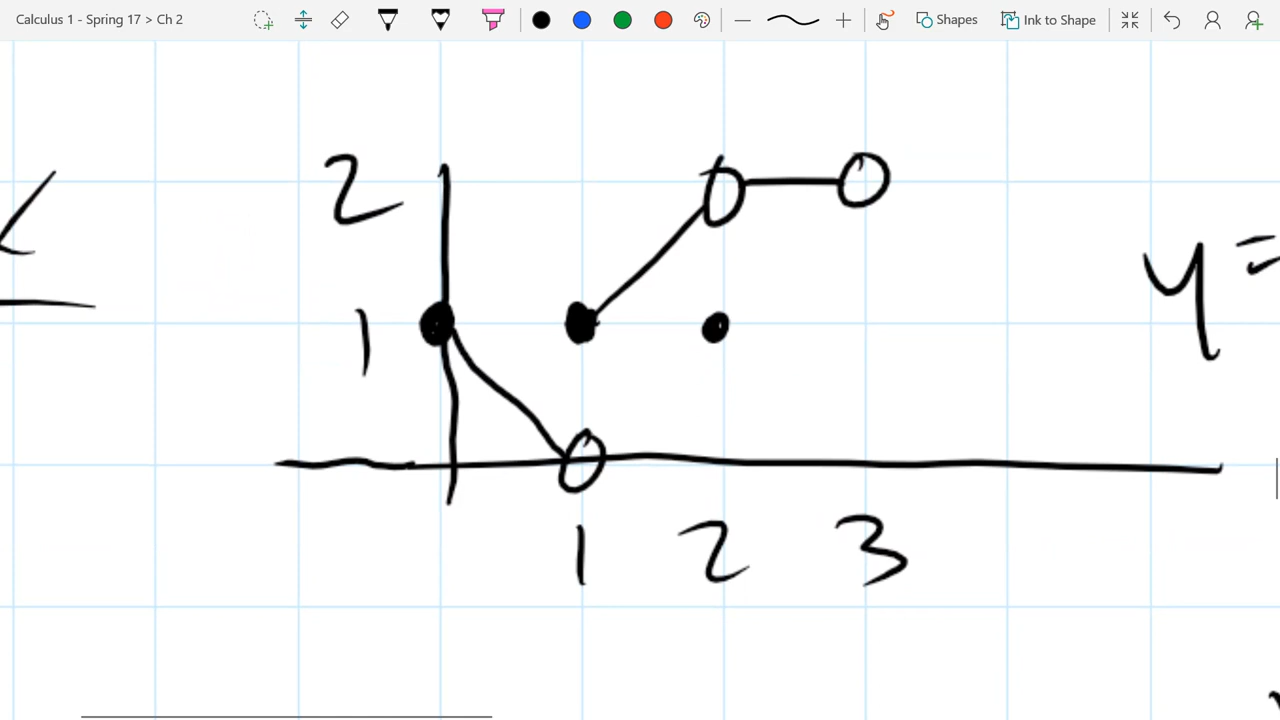 Calculus 1 - Spring 17 > Ch 2
Shapes
Ink to Shape
2
1
y =
1 2 3